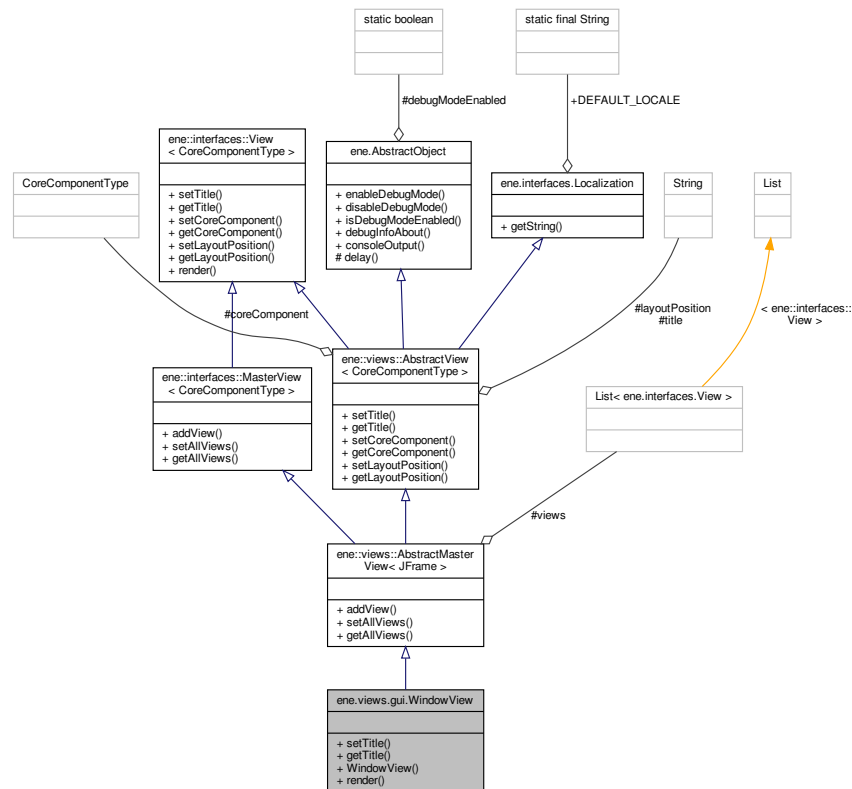 static boolean
static final String
#debugModeEnabled
+DEFAULT_LOCALE
ene::interfaces::View
< CoreComponentType >
+ setTitle()
+ getTitle()
+ setCoreComponent()
+ getCoreComponent()
+ setLayoutPosition()
+ getLayoutPosition()
+ render()
ene.AbstractObject
+ enableDebugMode()
+ disableDebugMode()
+ isDebugModeEnabled()
+ debugInfoAbout()
+ consoleOutput()
# delay()
CoreComponentType
ene.interfaces.Localization
+ getString()
String
List
#coreComponent
#layoutPosition
#title
< ene::interfaces::
View >
ene::interfaces::MasterView
< CoreComponentType >
+ addView()
+ setAllViews()
+ getAllViews()
ene::views::AbstractView
< CoreComponentType >
+ setTitle()
+ getTitle()
+ setCoreComponent()
+ getCoreComponent()
+ setLayoutPosition()
+ getLayoutPosition()
List< ene.interfaces.View >
#views
ene::views::AbstractMaster
View< JFrame >
+ addView()
+ setAllViews()
+ getAllViews()
ene.views.gui.WindowView
+ setTitle()
+ getTitle()
+ WindowView()
+ render()